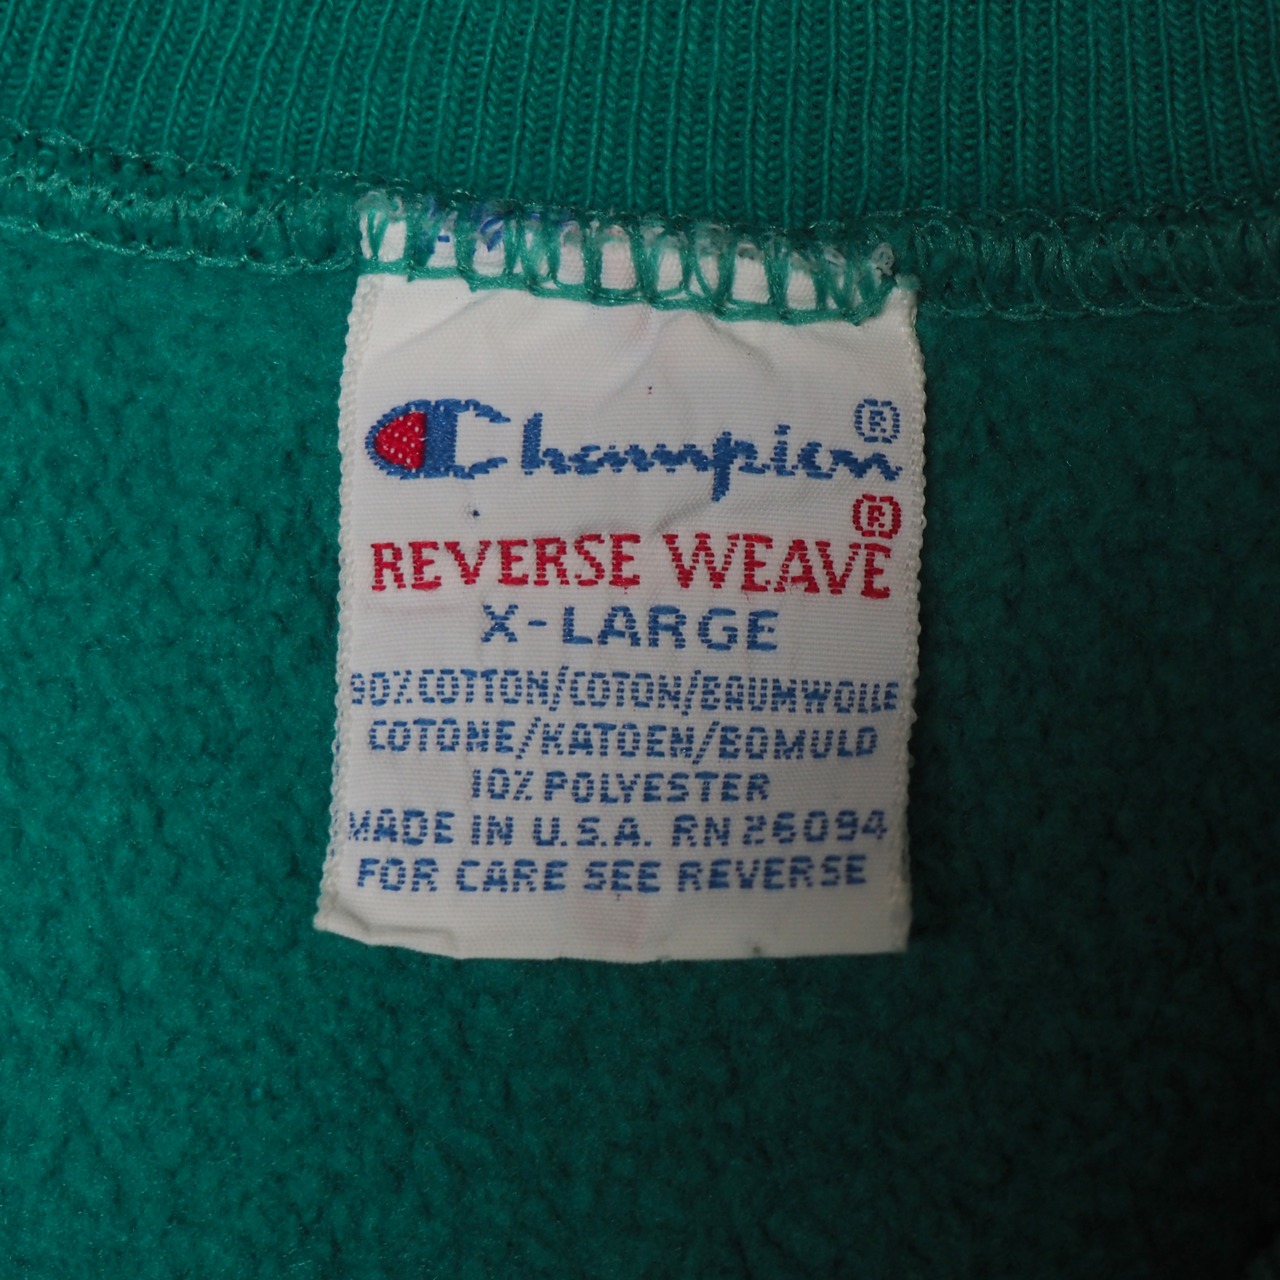 Champion®
REVERSE WEAVE®
X-LARGE
90% COTTON/COTON/BAUMWOLLE
COTONE/KATOEN/BOMULD
10% POLYESTER
MADE IN U.S.A. RN 26094
FOR CARE SEE REVERSE